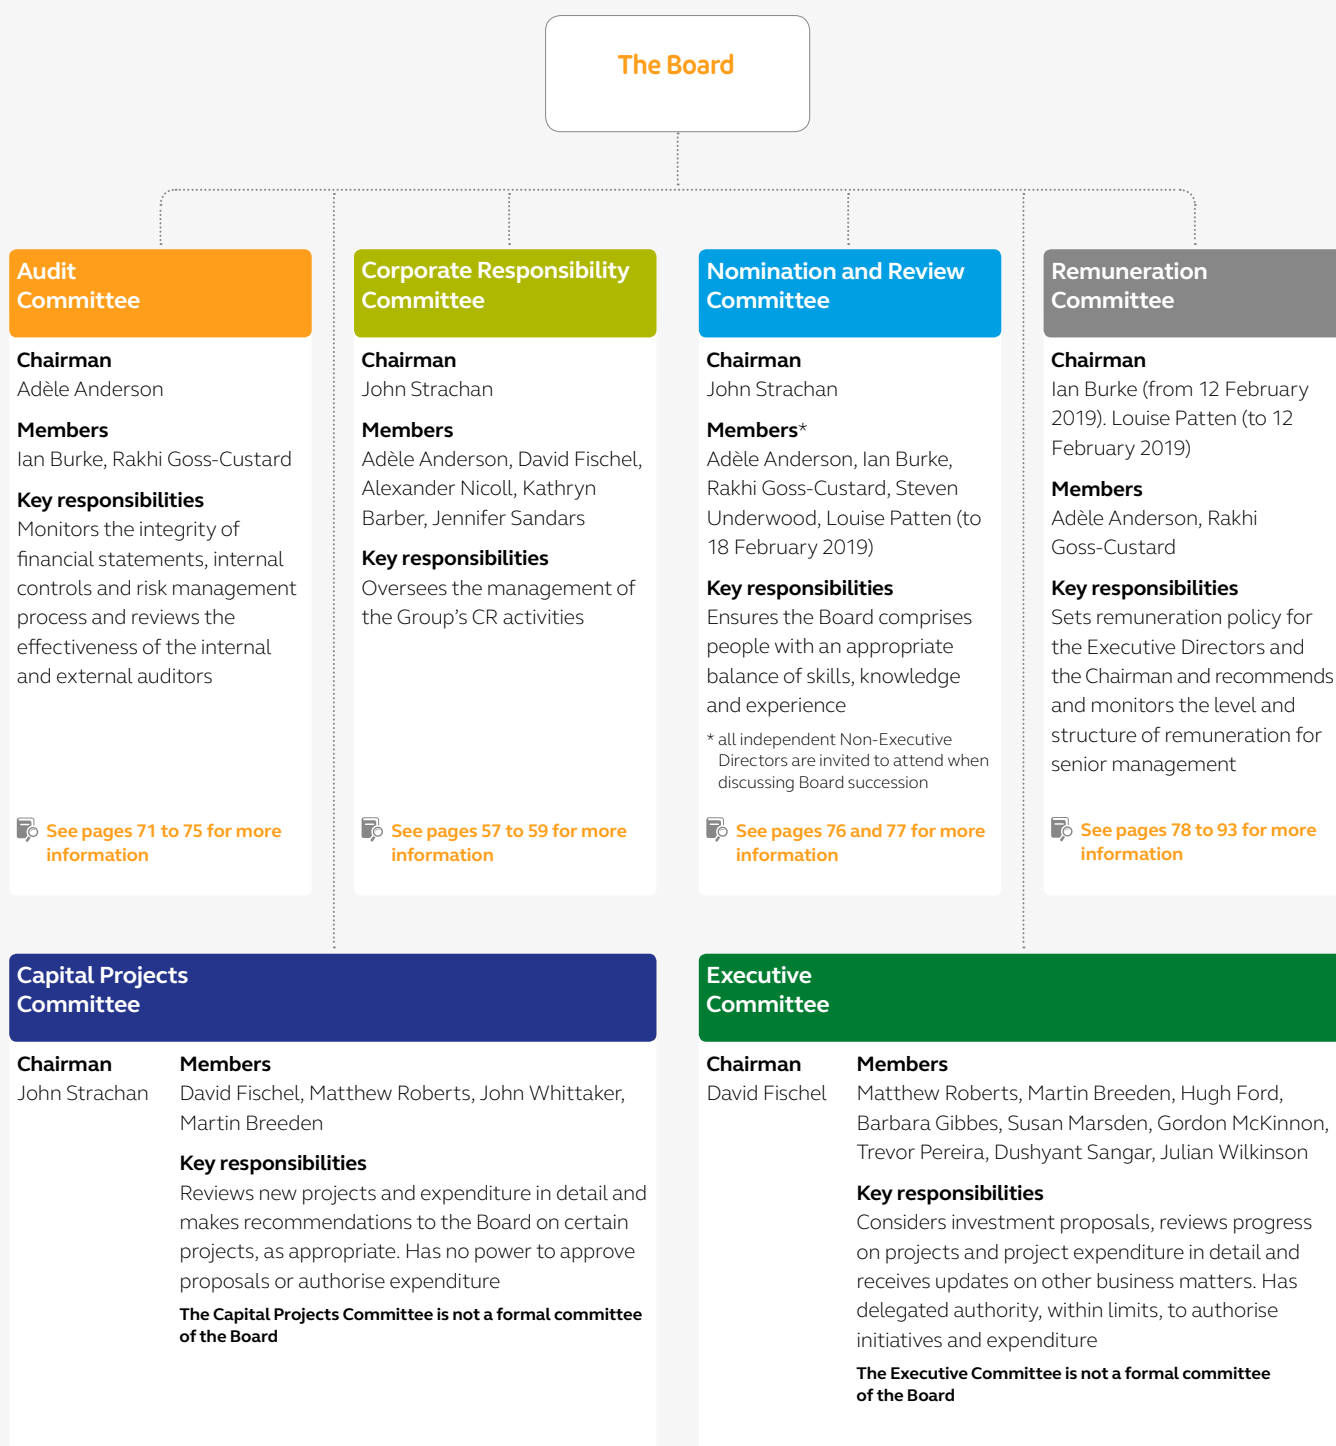 The Board
Audit
Committee
Chairman
Adèle Anderson
Members
Ian Burke, Rakhi Goss-Custard
Key responsibilities
Monitors the integrity of
financial statements, internal
controls and risk management
process and reviews the
effectiveness of the internal
and external auditors
See pages 71 to 75 for more
information
Corporate Responsibility
Committee
Chairman
John Strachan
Members
Adèle Anderson, David Fischel,
Alexander Nicoll, Kathryn
Barber, Jennifer Sandars
Key responsibilities
Oversees the management of
the Group's CR activities
See pages 57 to 59 for more
information
Nomination and Review
Committee
Chairman
John Strachan
Members*
Adèle Anderson, Ian Burke,
Rakhi Goss-Custard, Steven
Underwood, Louise Patten (to
18 February 2019)
Key responsibilities
Ensures the Board comprises
people with an appropriate
balance of skills, knowledge
and experience
* all independent Non-Executive
Directors are invited to attend when
discussing Board succession
See pages 76 and 77 for more
information
Remuneration
Committee
Chairman
Ian Burke (from 12 February
2019). Louise Patten (to 12
February 2019)
Members
Adèle Anderson, Rakhi
Goss-Custard
Key responsibilities
Sets remuneration policy for
the Executive Directors and
the Chairman and recommends
and monitors the level and
structure of remuneration for
senior management
See pages 78 to 93 for more
information
Capital Projects
Committee
Chairman
John Strachan
Members
David Fischel, Matthew Roberts, John Whittaker,
Martin Breeden
Key responsibilities
Reviews new projects and expenditure in detail and
makes recommendations to the Board on certain
projects, as appropriate. Has no power to approve
proposals or authorise expenditure
The Capital Projects Committee is not a formal committee
of the Board
Executive
Committee
Chairman
David Fischel
Members
Matthew Roberts, Martin Breeden, Hugh Ford,
Barbara Gibbes, Susan Marsden, Gordon McKinnon,
Trevor Pereira, Dushyant Sangar, Julian Wilkinson
Key responsibilities
Considers investment proposals, reviews progress
on projects and project expenditure in detail and
receives updates on other business matters. Has
delegated authority, within limits, to authorise
initiatives and expenditure
The Executive Committee is not a formal committee
of the Board